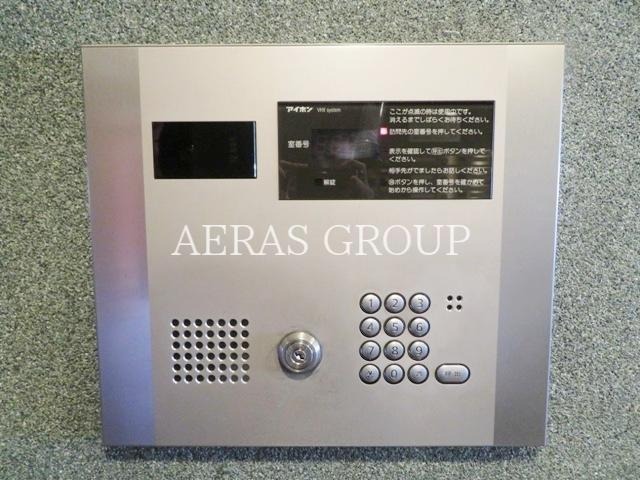 アイホン VHX system
ここが点滅の時は使用中です。
消えるまでしばらくお待ちください。
室番号
訪問先の室番号を押してください。
表示を確認して呼出ボタンを押して
ください。
相手先がでましたらお話しください。
解錠
ボタンを押し、室番号を確かめて
始めから操作してください。
AERAS GROUP
1 2 3
4 5 6
7 8 9
0
呼出